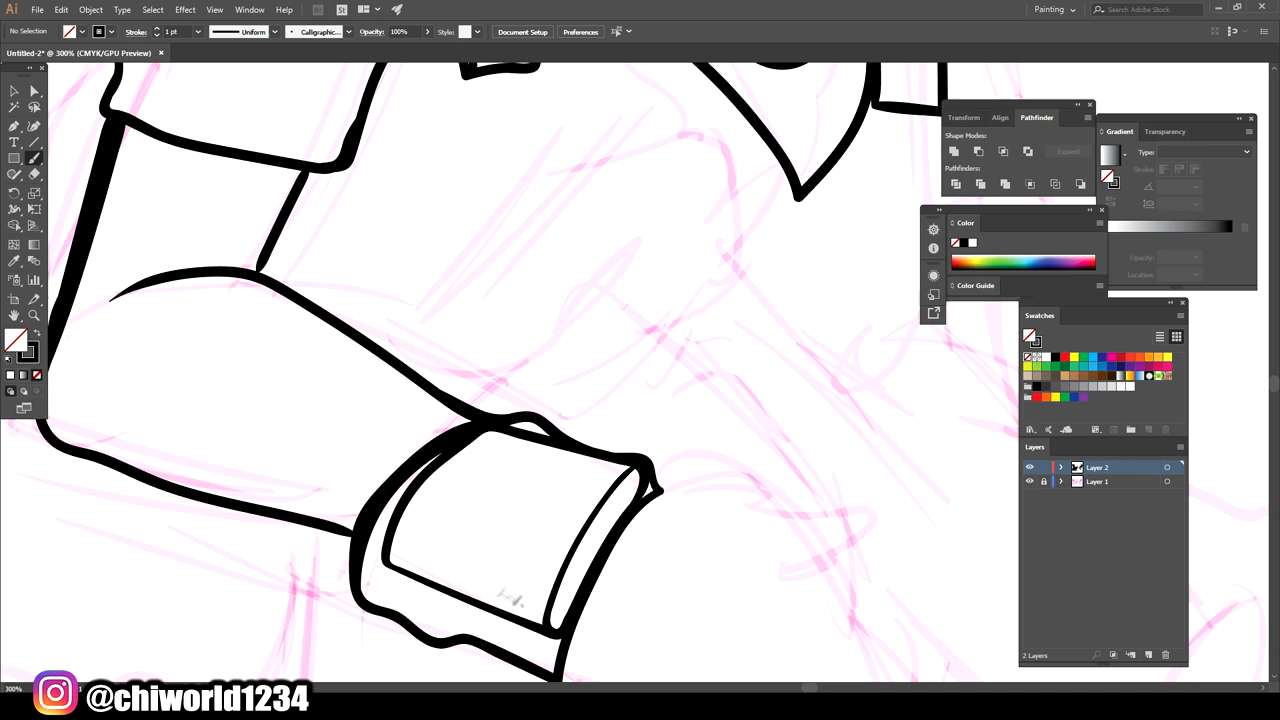 Ai File Edit Object Type Select Effect View Window Help Br St Painting Search Adobe Stock
No Selection Stroke: 1 pt Uniform Calligraphic... Opacity: 100% Style: Document Setup Preferences
Untitled-2* @ 300% (CMYK/GPU Preview)
Transform Align Pathfinder
Shape Modes:
Expand
Pathfinders:
Gradient Transparency
Type:
Stroke:
Opacity:
Location:
Color
Color Guide
Swatches
Layers
Layer 2
Layer 1
2 Layers
300%
@chiworld1234